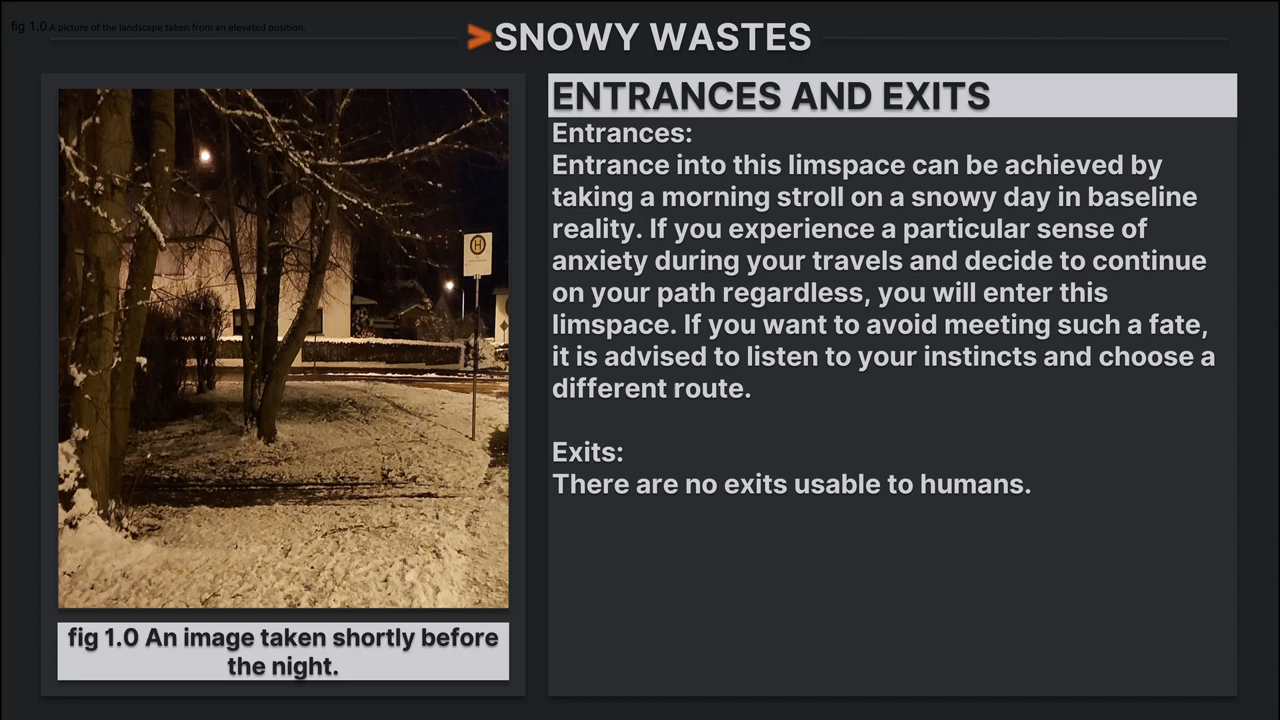 fig 1.0 A picture of the landscape taken from an elevated position.
>SNOWY WASTES
H
fig 1.0 An image taken shortly before
the night.
ENTRANCES AND EXITS
Entrances:
Entrance into this limspace can be achieved by
taking a morning stroll on a snowy day in baseline
reality. If you experience a particular sense of
anxiety during your travels and decide to continue
on your path regardless, you will enter this
limspace. If you want to avoid meeting such a fate,
it is advised to listen to your instincts and choose a
different route.
Exits:
There are no exits usable to humans.